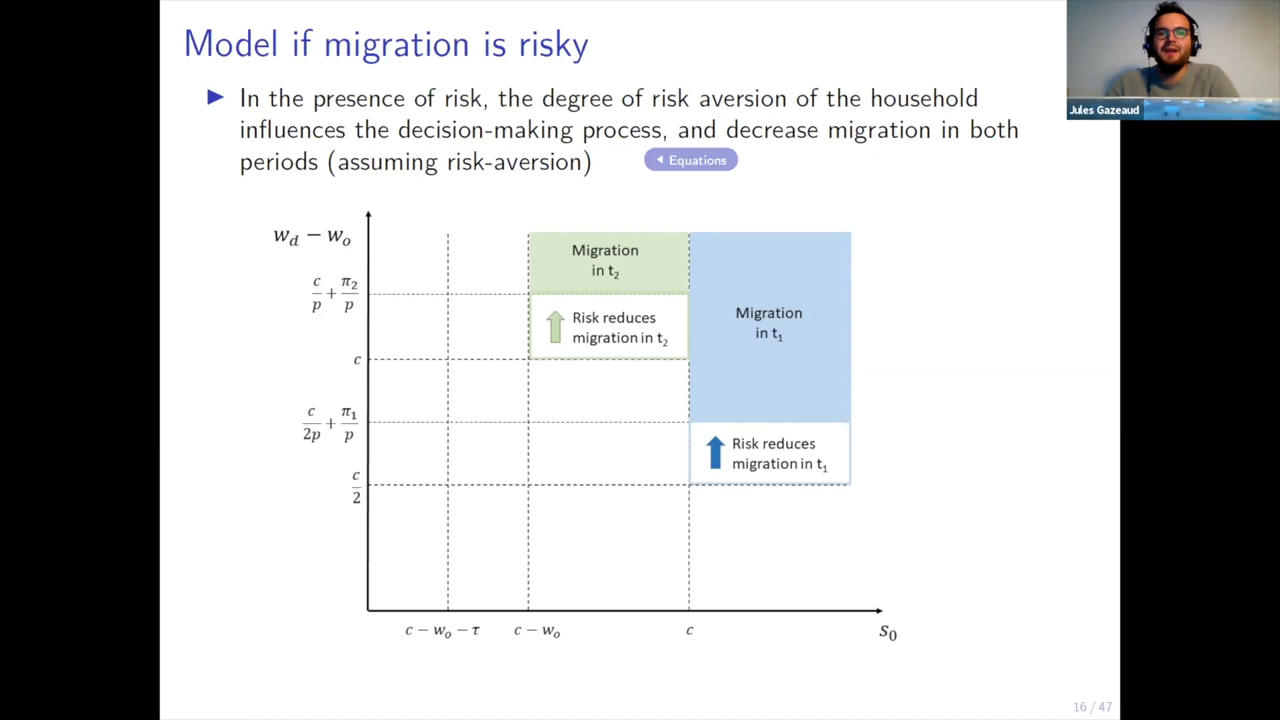 Model if migration is risky
Jules Gazeaud
▶ In the presence of risk, the degree of risk aversion of the household
influences the decision-making process, and decrease migration in both
periods (assuming risk-aversion)
Equations
w_d − w_o
c/p + π₂/p
c
c/2p + π₁/p
c/2
Migration
in t₂
Risk reduces
migration in t₂
Migration
in t₁
Risk reduces
migration in t₁
c − w_o − τ
c − w_o
c
s₀
16 / 47